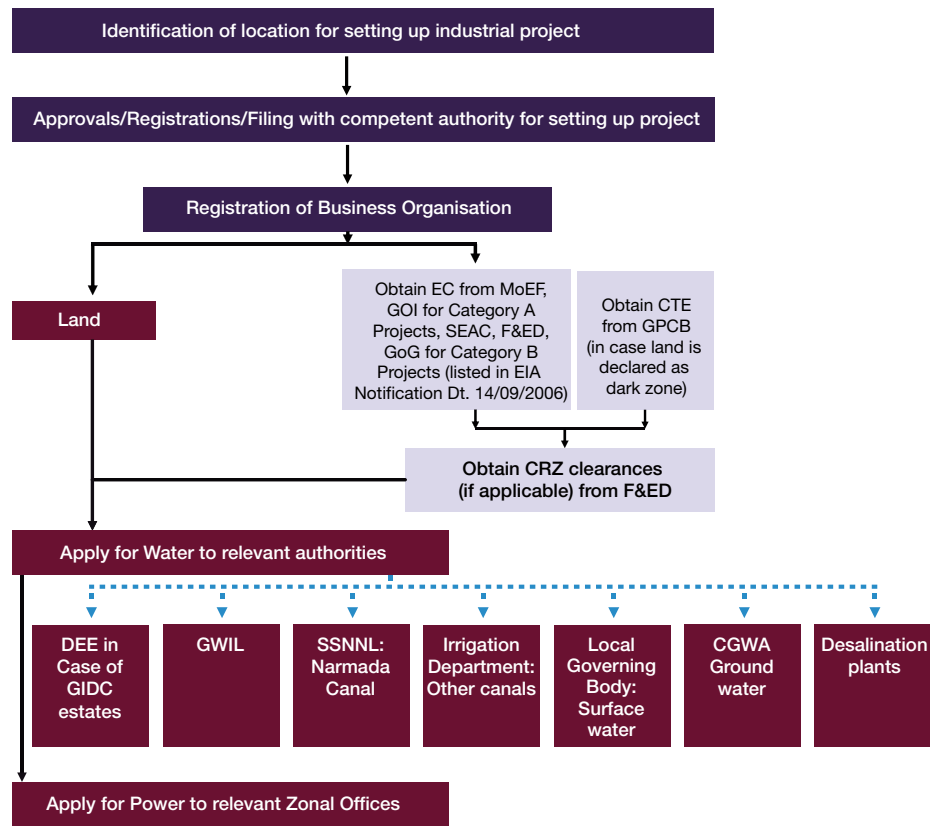 Identification of location for setting up industrial project
Approvals/Registrations/Filing with competent authority for setting up project
Registration of Business Organisation
Land
Obtain EC from MoEF,
GOI for Category A
Projects, SEAC, F&ED,
GoG for Category B
Projects (listed in EIA
Notification Dt. 14/09/2006)
Obtain CTE
from GPCB
(in case land is
declared as
dark zone)
Obtain CRZ clearances
(if applicable) from F&ED
Apply for Water to relevant authorities
DEE in
Case of
GIDC
estates
GWIL
SSNNL:
Narmada
Canal
Irrigation
Department:
Other canals
Local
Governing
Body:
Surface
water
CGWA
Ground
water
Desalination
plants
Apply for Power to relevant Zonal Offices